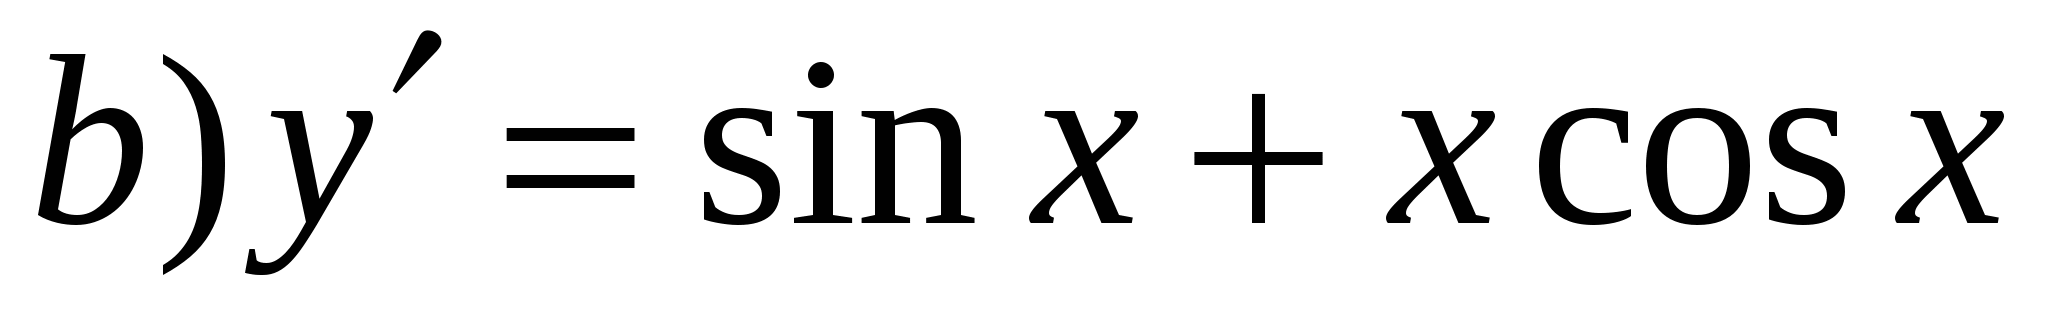 b) y′ = sin x + x cos x